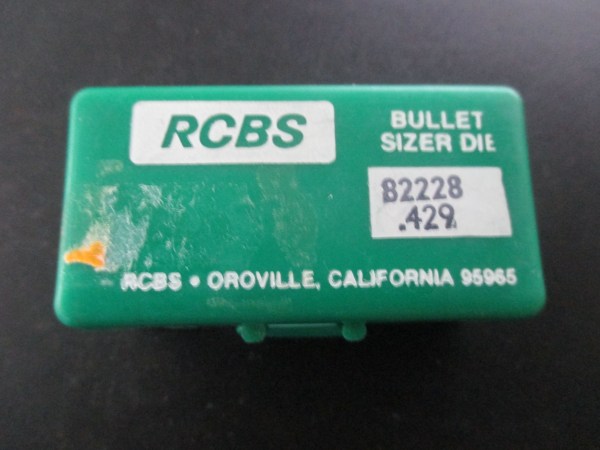 RCBS
BULLET
SIZER DIE
82228
.429
RCBS • OROVILLE, CALIFORNIA 95965